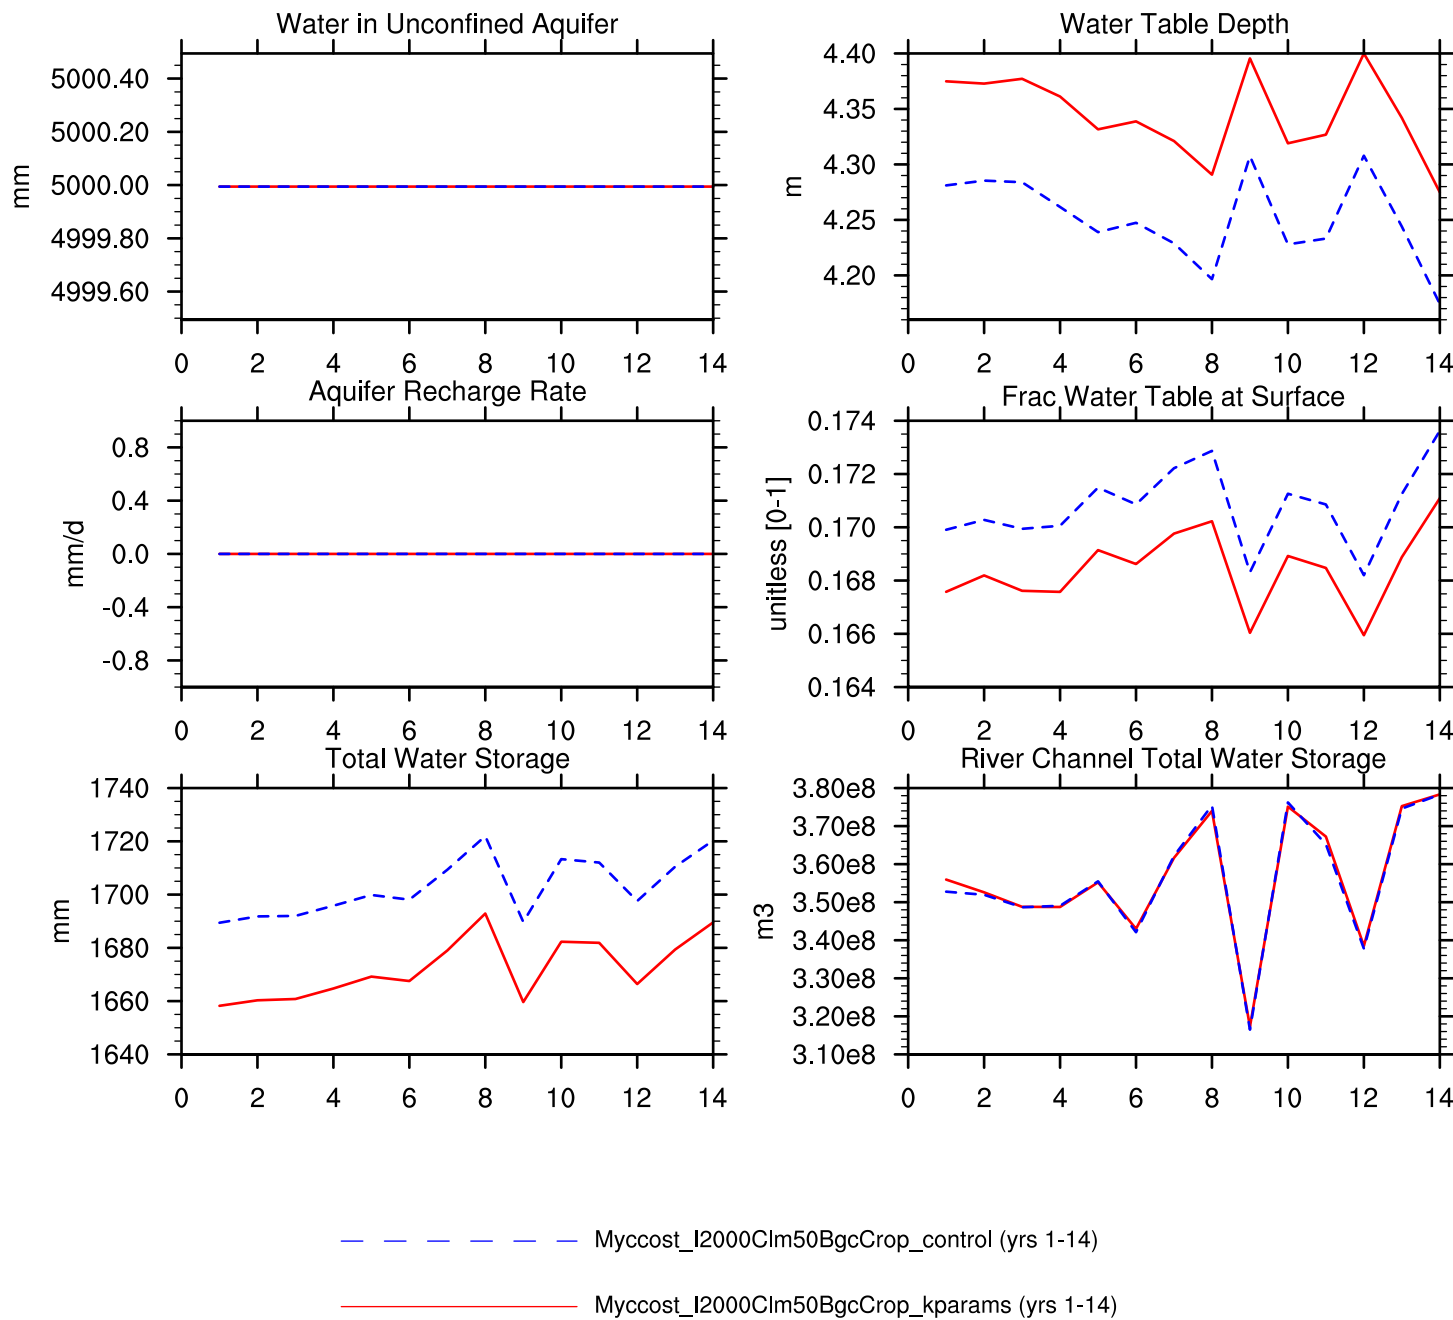 Water in Unconfined Aquifer
mm
5000.40
5000.20
5000.00
4999.80
4999.60
0 2 4 6 8 10 12 14
Water Table Depth
m
4.40
4.35
4.30
4.25
4.20
0 2 4 6 8 10 12 14
Aquifer Recharge Rate
mm/d
0.8
0.4
0.0
-0.4
-0.8
0 2 4 6 8 10 12 14
Frac Water Table at Surface
unitless [0-1]
0.174
0.172
0.170
0.168
0.166
0.164
0 2 4 6 8 10 12 14
Total Water Storage
mm
1740
1720
1700
1680
1660
1640
0 2 4 6 8 10 12 14
River Channel Total Water Storage
m3
3.80e8
3.70e8
3.60e8
3.50e8
3.40e8
3.30e8
3.20e8
3.10e8
0 2 4 6 8 10 12 14
Myccost_I2000Clm50BgcCrop_control (yrs 1-14)
Myccost_I2000Clm50BgcCrop_kparams (yrs 1-14)